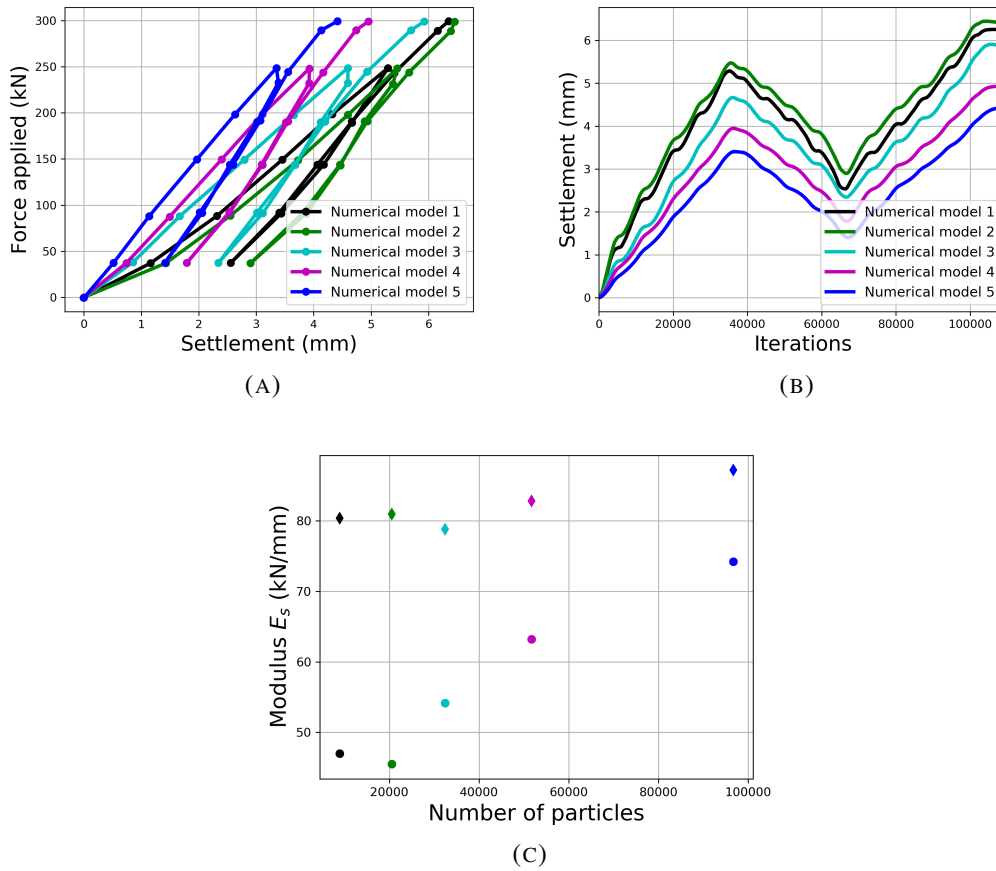 300
250
200
150
100
50
0
Force applied (kN)
0 1 2 3 4 5 6
Settlement (mm)
Numerical model 1
Numerical model 2
Numerical model 3
Numerical model 4
Numerical model 5
(A)
6
5
4
3
2
1
0
Settlement (mm)
0 20000 40000 60000 80000 100000
Iterations
Numerical model 1
Numerical model 2
Numerical model 3
Numerical model 4
Numerical model 5
(B)
80
70
60
50
Modulus E_s (kN/mm)
20000 40000 60000 80000 100000
Number of particles
(C)